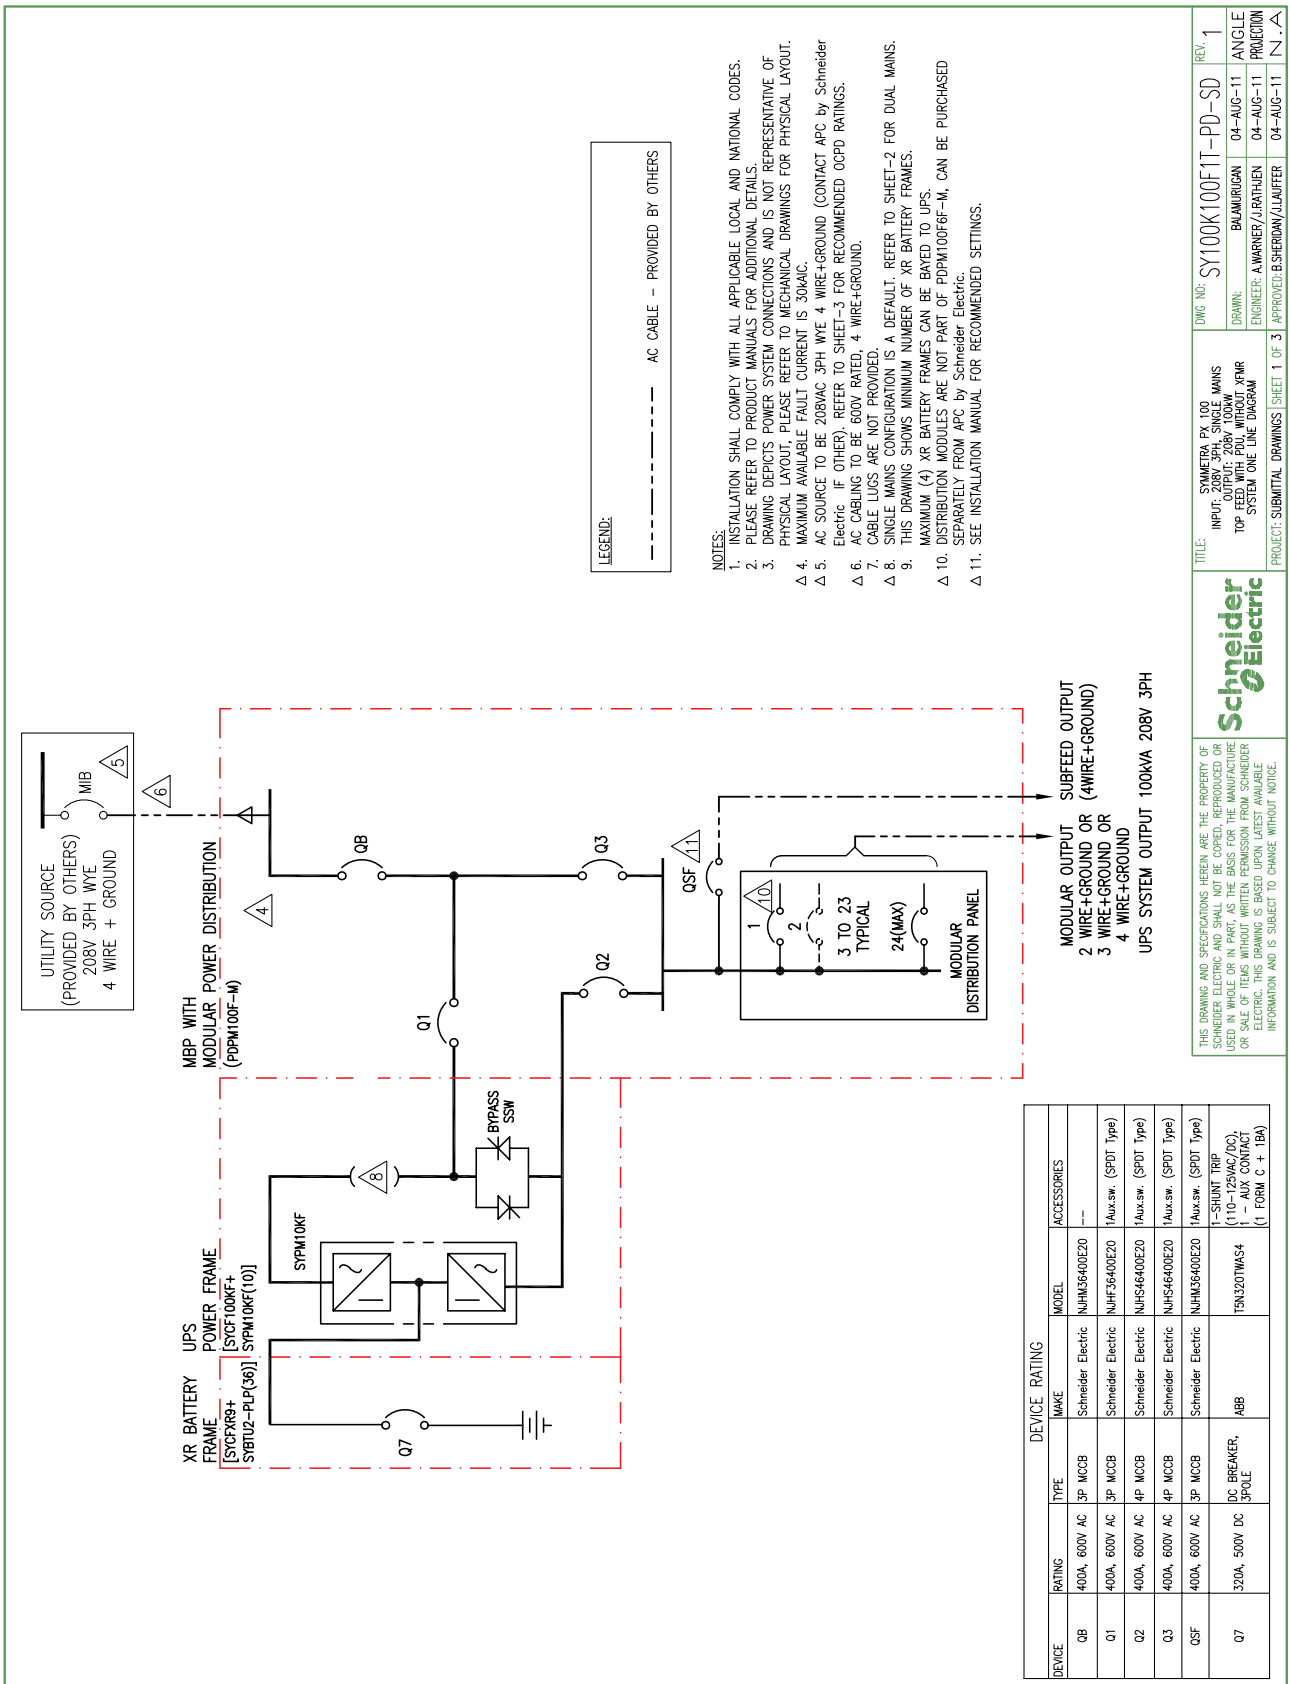 UTILITY SOURCE
(PROVIDED BY OTHERS)
208V 3PH WYE
4 WIRE + GROUND
MIB
5
6
XR BATTERY
FRAME
[SYCFXR9+
SYBTU2-PLP(36)]
UPS
POWER FRAME
[SYCF100KF+
SYPM10KF(10)]
MBP WITH
MODULAR POWER DISTRIBUTION
(PDPM100F-M)
4
SYPM10KF
8
BYPASS
SSW
Q7
Q1
QB
Q2
Q3
QSF
11
1
10
2
3 TO 23
TYPICAL
24(MAX)
MODULAR
DISTRIBUTION PANEL
MODULAR OUTPUT
2 WIRE+GROUND OR
3 WIRE+GROUND OR
4 WIRE+GROUND
SUBFEED OUTPUT
(4WIRE+GROUND)
UPS SYSTEM OUTPUT 100kVA 208V 3PH
LEGEND:
AC CABLE - PROVIDED BY OTHERS
NOTES:
1. INSTALLATION SHALL COMPLY WITH ALL APPLICABLE LOCAL AND NATIONAL CODES.
2. PLEASE REFER TO PRODUCT MANUALS FOR ADDITIONAL DETAILS.
3. DRAWING DEPICTS POWER SYSTEM CONNECTIONS AND IS NOT REPRESENTATIVE OF
PHYSICAL LAYOUT, PLEASE REFER TO MECHANICAL DRAWINGS FOR PHYSICAL LAYOUT.
△ 4. MAXIMUM AVAILABLE FAULT CURRENT IS 30kAIC.
△ 5. AC SOURCE TO BE 208VAC 3PH WYE 4 WIRE+GROUND (CONTACT APC by Schneider
Electric IF OTHER). REFER TO SHEET-3 FOR RECOMMENDED OCPD RATINGS.
△ 6. AC CABLING TO BE 600V RATED, 4 WIRE+GROUND.
7. CABLE LUGS ARE NOT PROVIDED.
△ 8. SINGLE MAINS CONFIGURATION IS A DEFAULT. REFER TO SHEET-2 FOR DUAL MAINS.
9. THIS DRAWING SHOWS MINIMUM NUMBER OF XR BATTERY FRAMES.
MAXIMUM (4) XR BATTERY FRAMES CAN BE BAYED TO UPS.
△ 10. DISTRIBUTION MODULES ARE NOT PART OF PDPM100F6F-M, CAN BE PURCHASED
SEPARATELY FROM APC by Schneider Electric.
△ 11. SEE INSTALLATION MANUAL FOR RECOMMENDED SETTINGS.
DEVICE RATING
DEVICE RATING TYPE MAKE MODEL ACCESSORIES
QB 400A, 600V AC 3P MCCB Schneider Electric NJHM36400E20 --
Q1 400A, 600V AC 3P MCCB Schneider Electric NJHF36400E20 1Aux.sw. (SPDT Type)
Q2 400A, 600V AC 4P MCCB Schneider Electric NJHS46400E20 1Aux.sw. (SPDT Type)
Q3 400A, 600V AC 4P MCCB Schneider Electric NJHS46400E20 1Aux.sw. (SPDT Type)
QSF 400A, 600V AC 3P MCCB Schneider Electric NJHM36400E20 1Aux.sw. (SPDT Type)
Q7 320A, 500V DC DC BREAKER, 3POLE ABB T5N320TWAS4 1-SHUNT TRIP
(110-125VAC/DC),
1 - AUX CONTACT
(1 FORM C + 1BA)
THIS DRAWING AND SPECIFICATIONS HEREIN ARE THE PROPERTY OF
SCHNEIDER ELECTRIC AND SHALL NOT BE COPIED, REPRODUCED OR
USED IN WHOLE OR IN PART, AS THE BASIS FOR THE MANUFACTURE
OR SALE OF ITEMS WITHOUT WRITTEN PERMISSION FROM SCHNEIDER
ELECTRIC. THIS DRAWING IS BASED UPON LATEST AVAILABLE
INFORMATION AND IS SUBJECT TO CHANGE WITHOUT NOTICE.
Schneider
Electric
TITLE: SYMMETRA PX 100
INPUT: 208V 3PH, SINGLE MAINS
OUTPUT: 208V 100kW
TOP FEED WITH PDU, WITHOUT XFMR
SYSTEM ONE LINE DIAGRAM
PROJECT: SUBMITTAL DRAWINGS SHEET 1 OF 3
DWG NO: SY100K100F1T-PD-SD REV. 1
DRAWN: BALAMURUGAN 04-AUG-11
ENGINEER: A.WARNER/J.RATHJEN 04-AUG-11
APPROVED: B.SHERIDAN/J.LAUFFER 04-AUG-11
ANGLE
PROJECTION
N.A